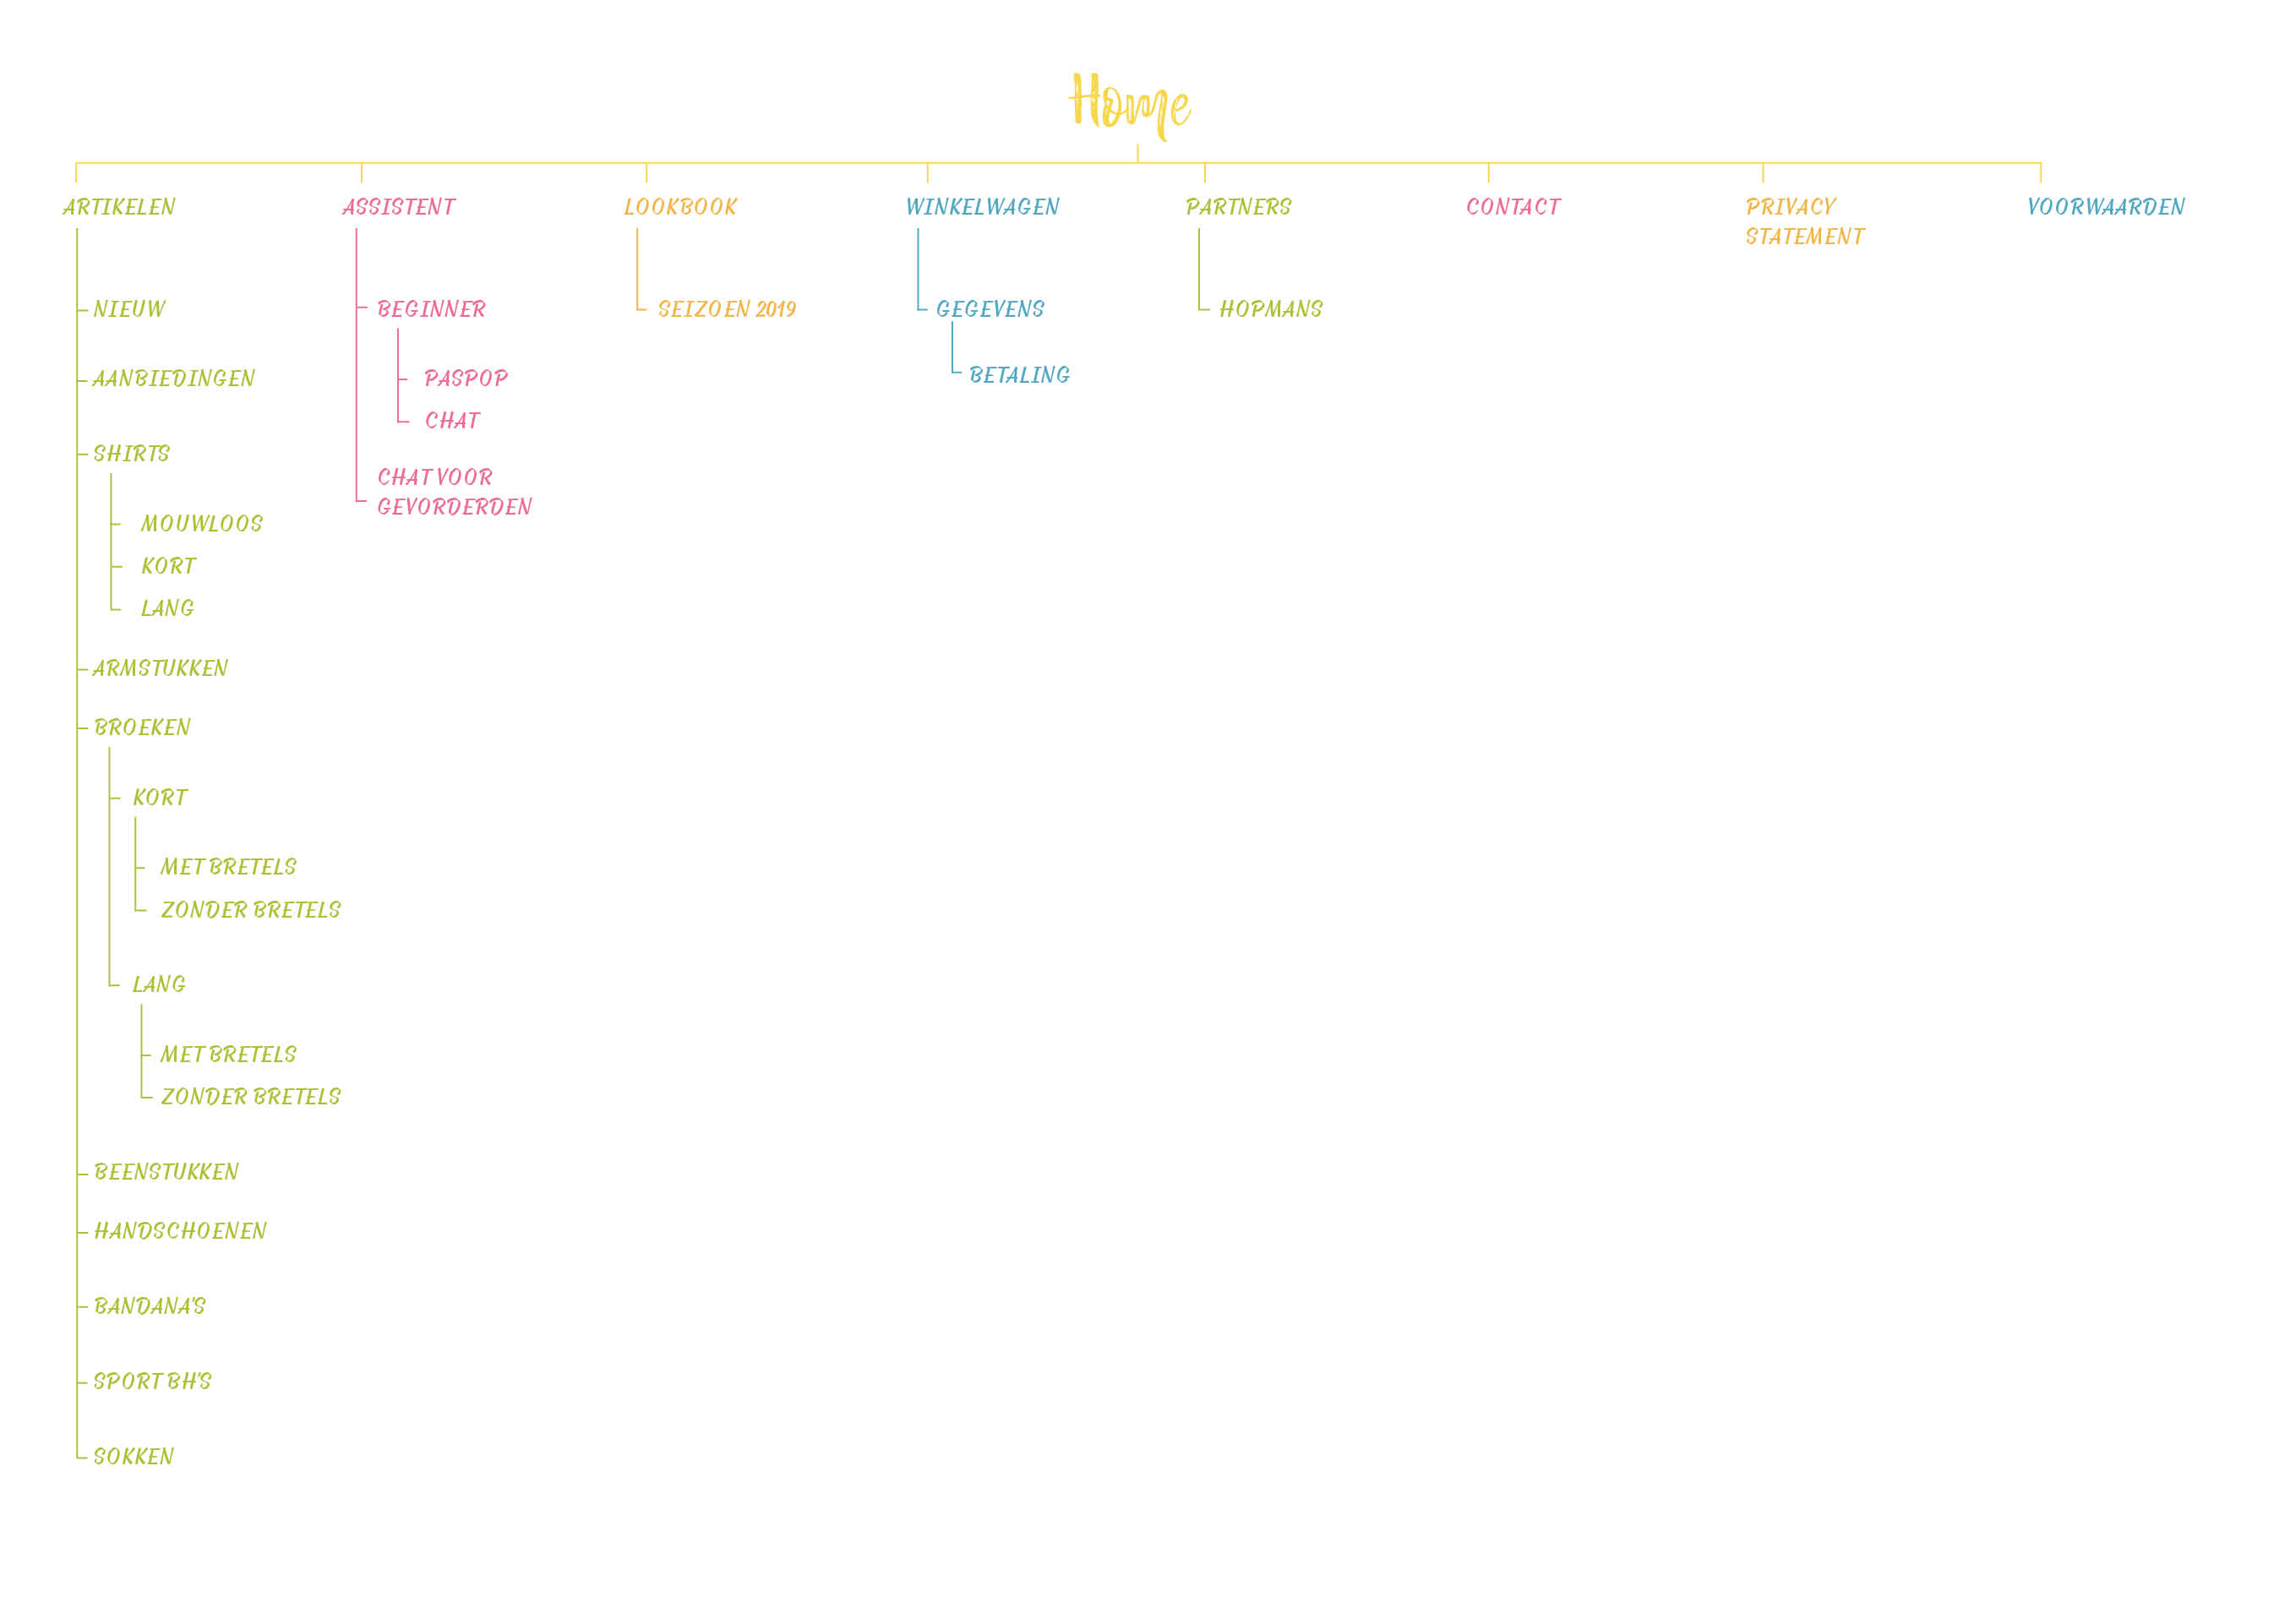 Home
ARTIKELEN
NIEUW
AANBIEDINGEN
SHIRTS
MOUWLOOS
KORT
LANG
ARMSTUKKEN
BROEKEN
KORT
MET BRETELS
ZONDER BRETELS
LANG
MET BRETELS
ZONDER BRETELS
BEENSTUKKEN
HANDSCHOENEN
BANDANA'S
SPORT BH'S
SOKKEN
ASSISTENT
BEGINNER
PASPOP
CHAT
CHAT VOOR
GEVORDERDEN
LOOKBOOK
SEIZOEN 2019
WINKELWAGEN
GEGEVENS
BETALING
PARTNERS
HOPMANS
CONTACT
PRIVACY
STATEMENT
VOORWAARDEN